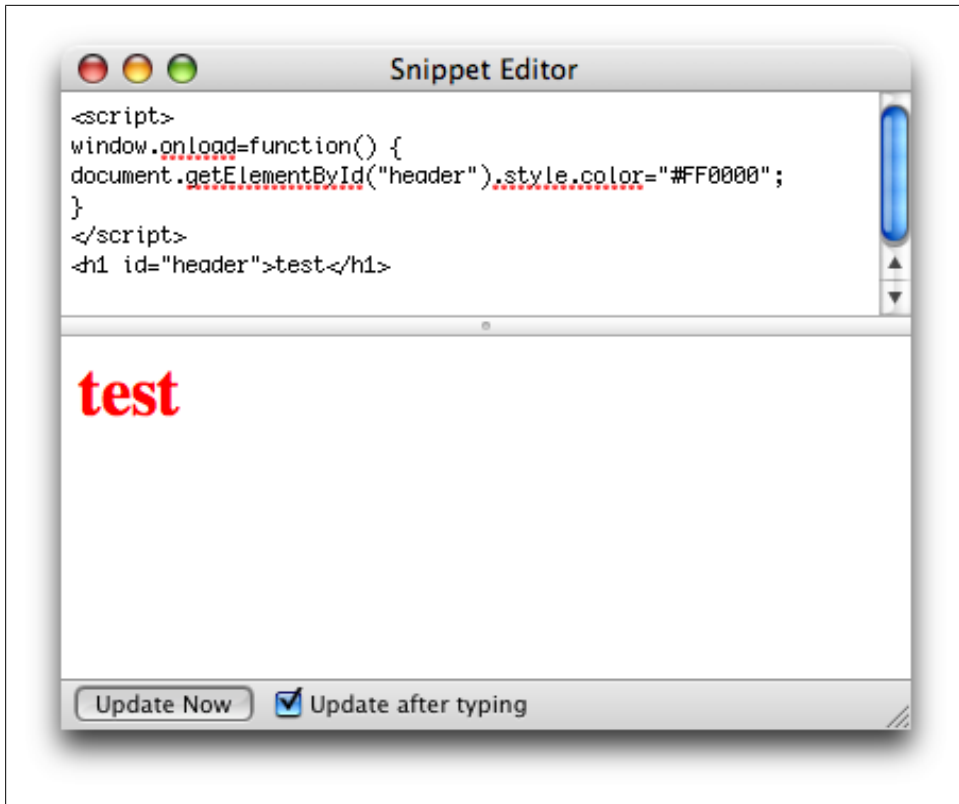 Snippet Editor
<script>
window.onload=function() {
document.getElementById("header").style.color="#FF0000";
}
</script>
<h1 id="header">test</h1>
test
Update Now
Update after typing